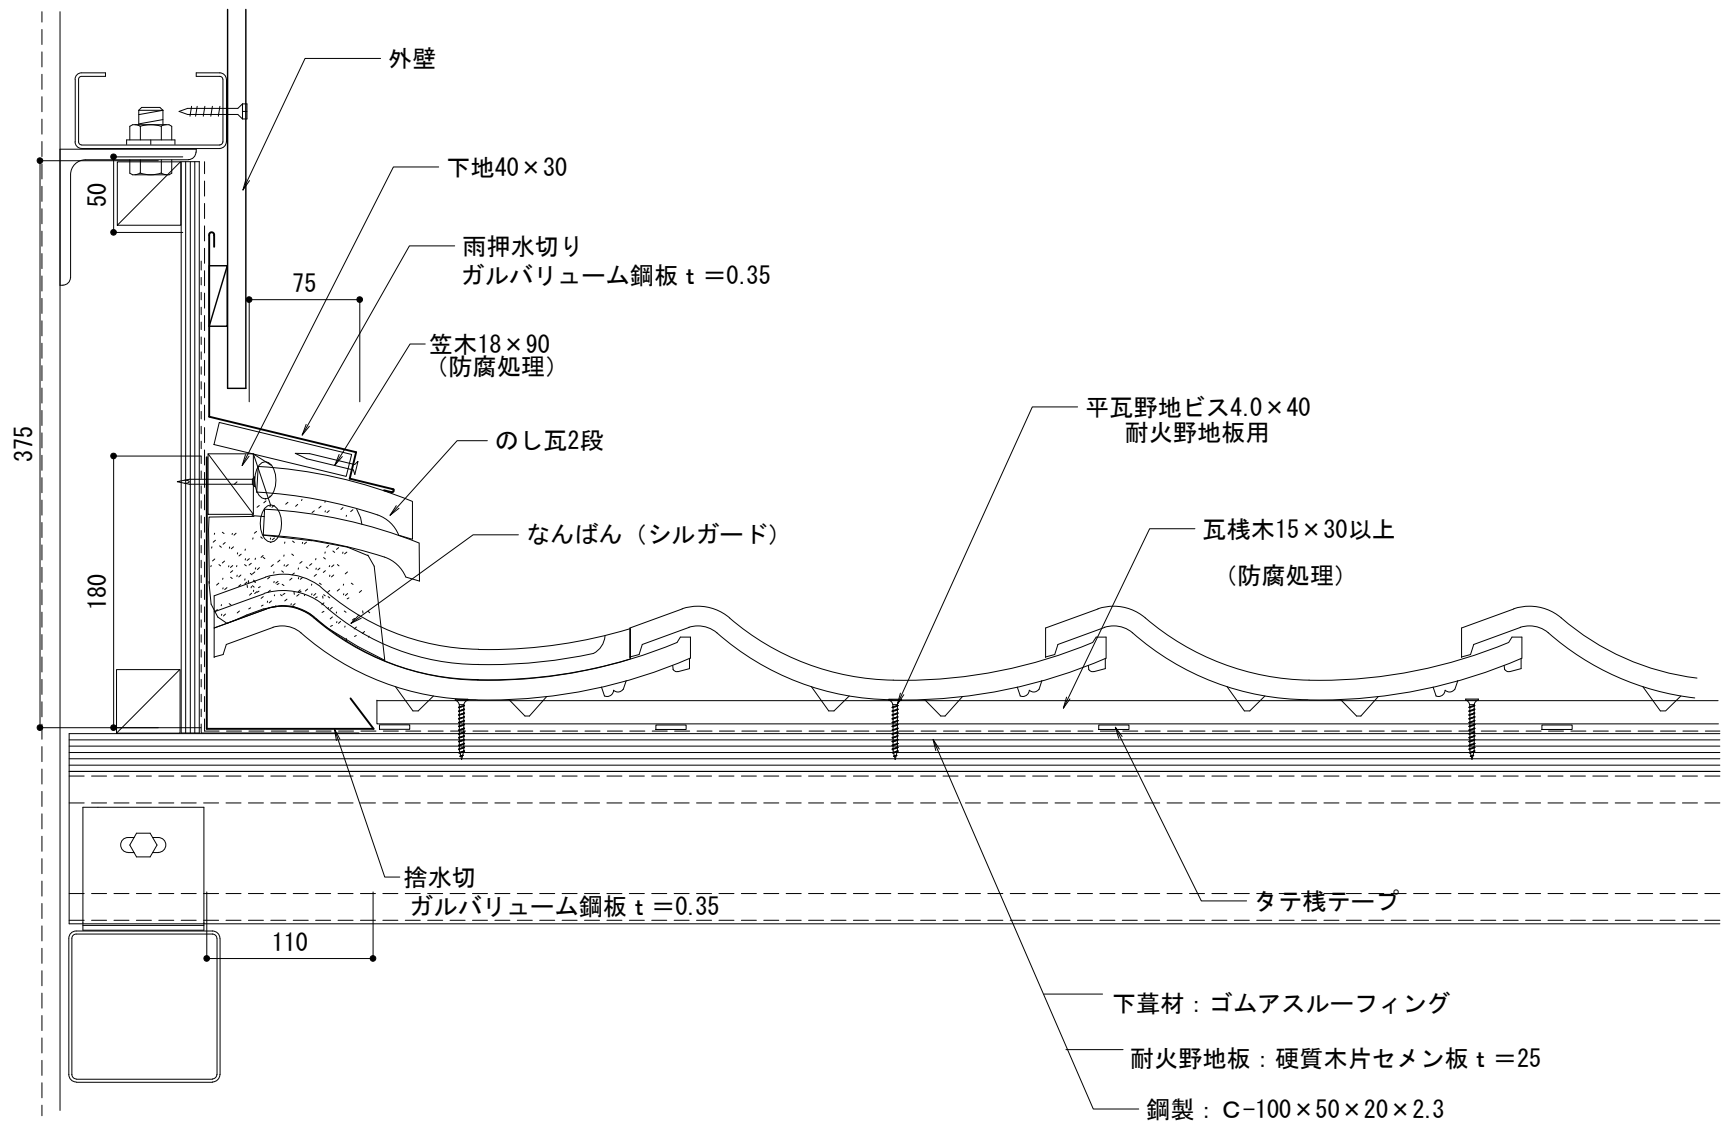 外壁
下地40×30
50
雨押水切り
ガルバリューム鋼板ｔ＝0.35
75
笠木18×90
（防腐処理）
平瓦野地ビス4.0×40
耐火野地板用
375
のし瓦2段
なんばん（シルガード）
瓦桟木15×30以上
（防腐処理）
180
捨水切
ガルバリューム鋼板ｔ＝0.35
タテ桟テープ
110
下葺材：ゴムアスルーフィング
耐火野地板：硬質木片セメン板ｔ＝25
鋼製：C-100×50×20×2.3